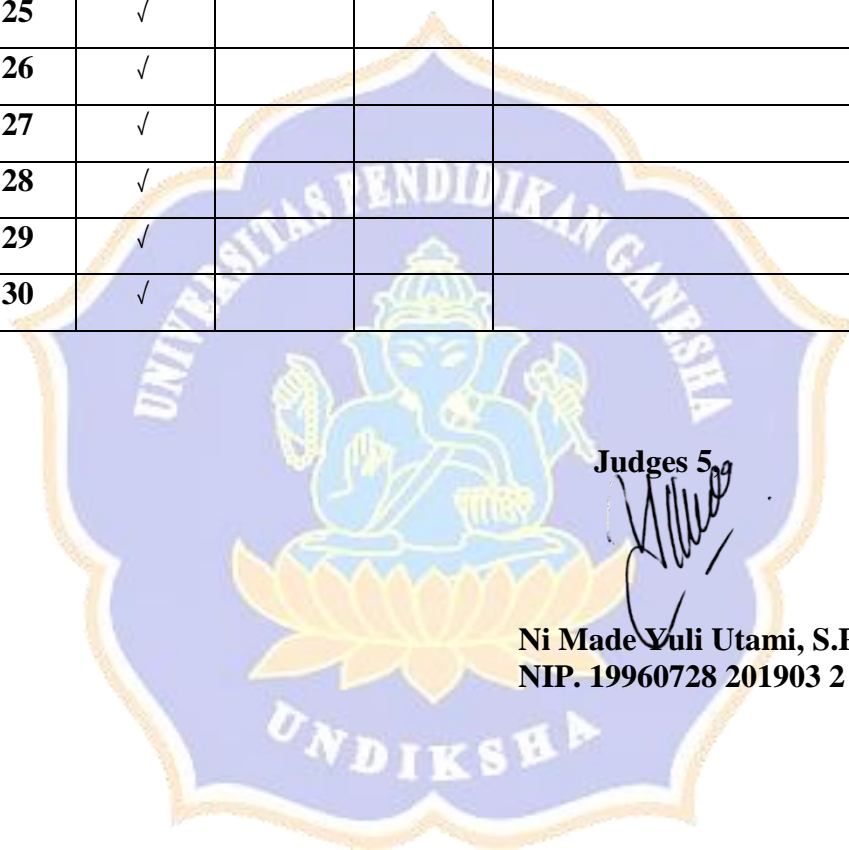 25 √
26 √
27 √
28 √
29 √
30 √
UNIVERSITAS PENDIDIKAN GANESHA
Judges 5,
Ni Made Yuli Utami, S.P
NIP. 19960728 201903 2
UNDIKSHA